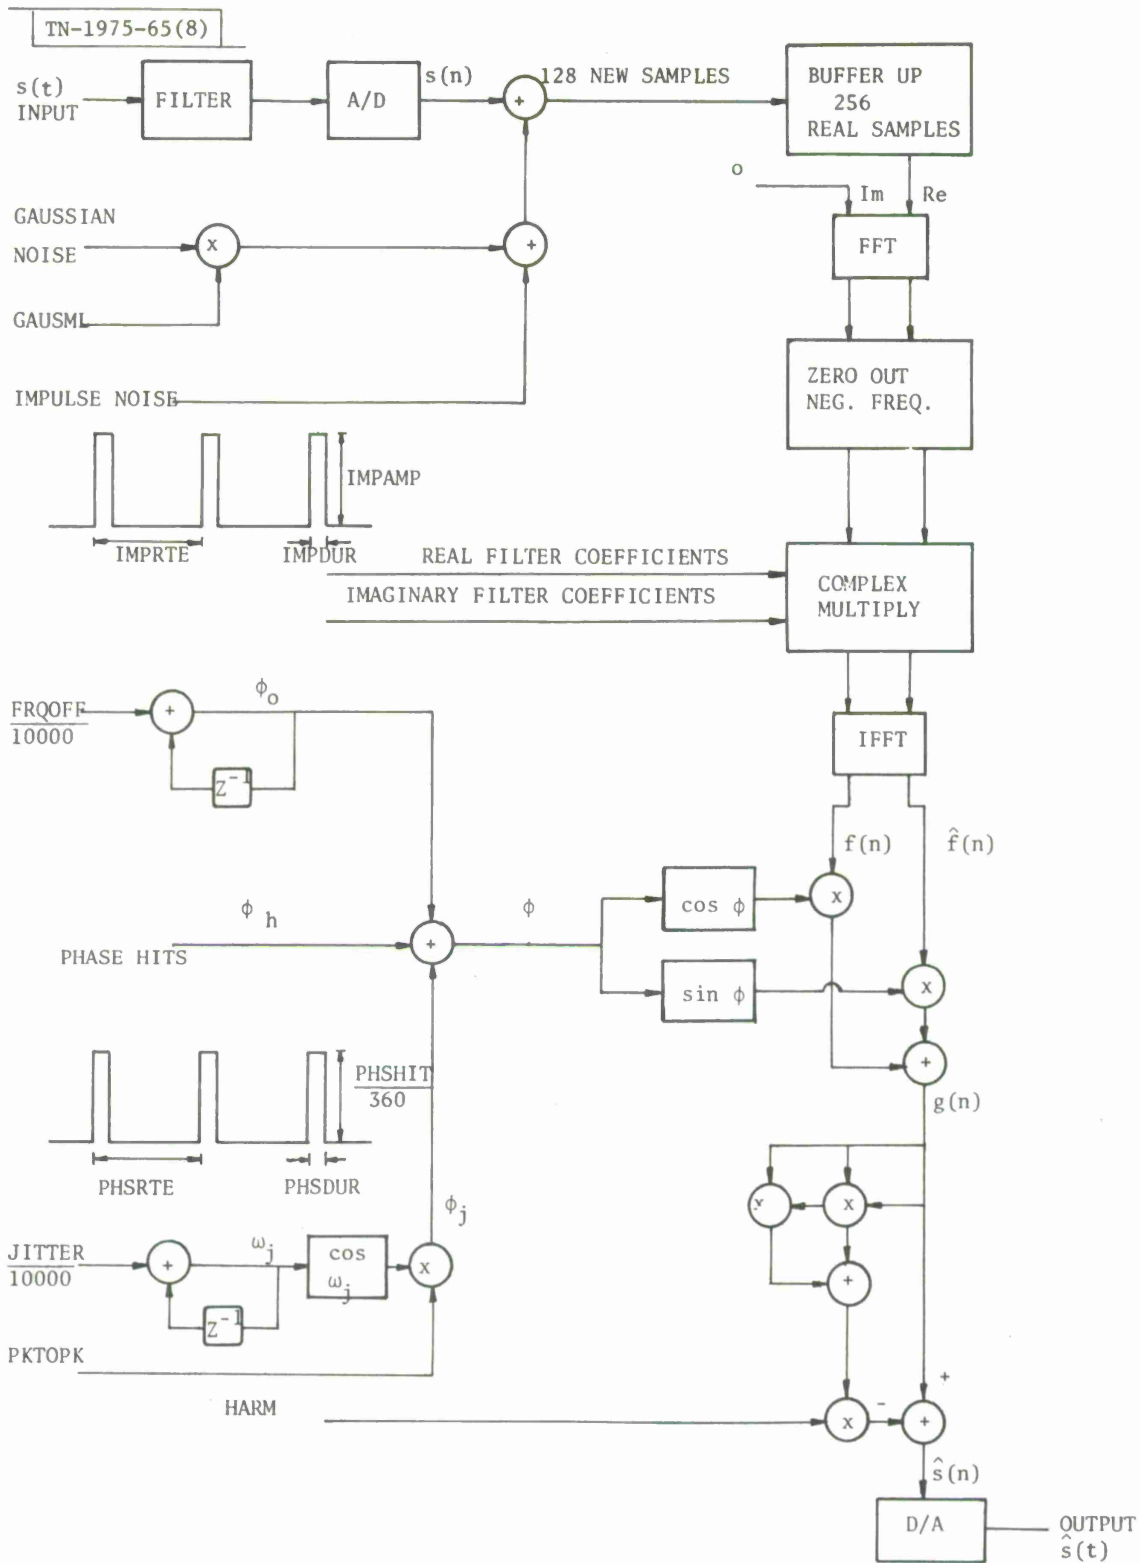 TN-1975-65(8)
s(t)
INPUT
FILTER
A/D
s(n)
+
128 NEW SAMPLES
BUFFER UP
256
REAL SAMPLES
o
Im
Re
FFT
GAUSSIAN
NOISE
x
+
GAUSML
IMPULSE NOISE
ZERO OUT
NEG. FREQ.
IMPAMP
IMPRTE
IMPDUR
REAL FILTER COEFFICIENTS
IMAGINARY FILTER COEFFICIENTS
COMPLEX
MULTIPLY
FRQOFF
10000
+
ϕo
Z⁻¹
IFFT
f(n)
f̂(n)
PHASE HITS
ϕh
+
ϕ
cos ϕ
x
sin ϕ
x
+
g(n)
PHSHIT
360
PHSRTE
PHSDUR
ϕj
JITTER
10000
+
ωj
cos
ωj
x
Z⁻¹
PKTOPK
x
x
+
HARM
x
-
+
+
ŝ(n)
D/A
OUTPUT
ŝ(t)